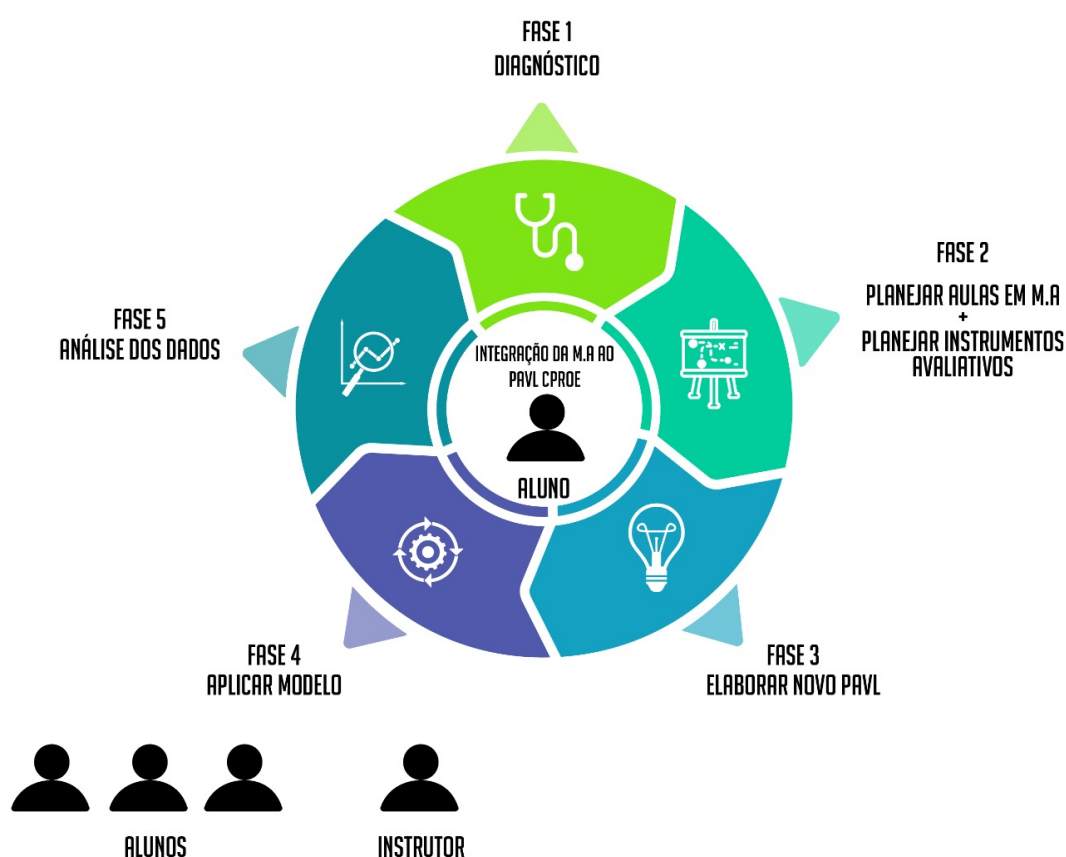 FASE 1
DIAGNÓSTICO
FASE 2
PLANEJAR AULAS EM M.A
+
PLANEJAR INSTRUMENTOS
AVALIATIVOS
FASE 5
ANÁLISE DOS DADOS
INTEGRAÇÃO DA M.A AO
PAVL CPROE
ALUNO
FASE 4
APLICAR MODELO
FASE 3
ELABORAR NOVO PAVL
ALUNOS
INSTRUTOR